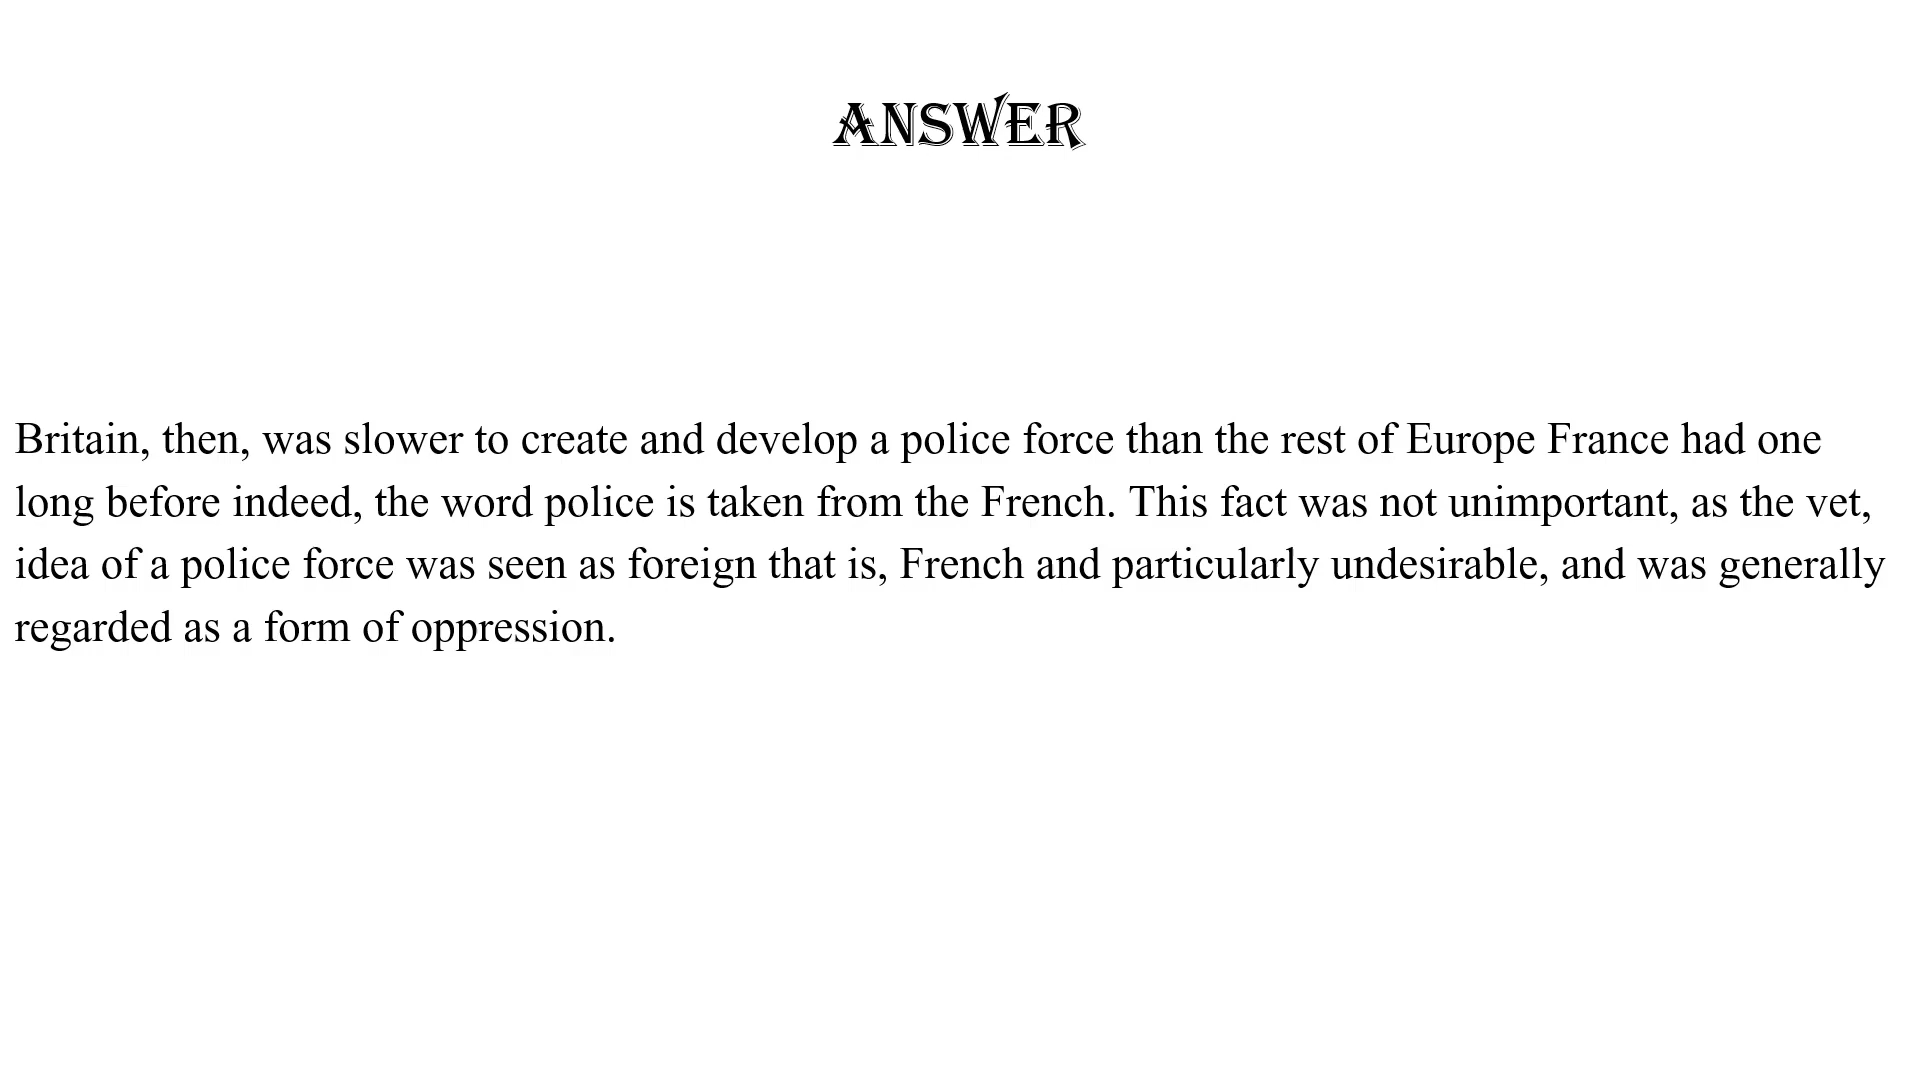 ANSWER
Britain, then, was slower to create and develop a police force than the rest of Europe France had one
long before indeed, the word police is taken from the French. This fact was not unimportant, as the vet,
idea of a police force was seen as foreign that is, French and particularly undesirable, and was generally
regarded as a form of oppression.